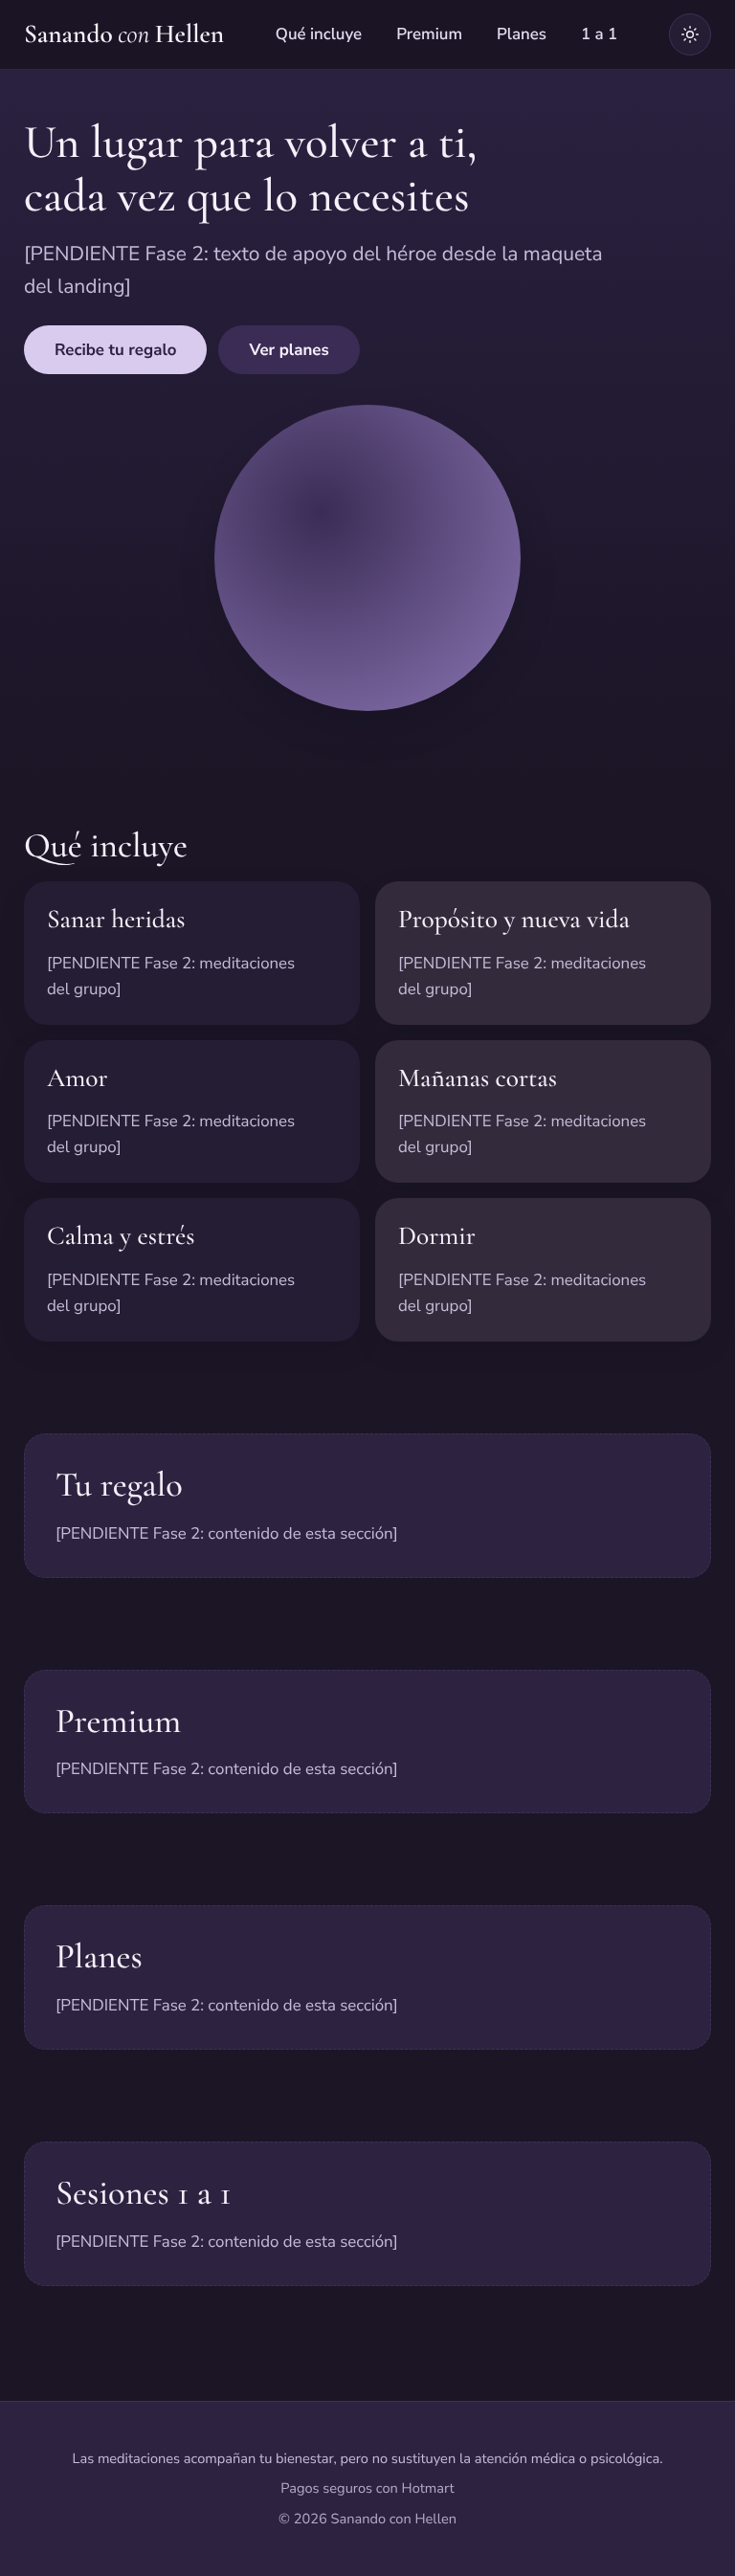 Sanando con Hellen
Qué incluye
Premium
Planes
1 a 1
Un lugar para volver a ti,
cada vez que lo necesites
[PENDIENTE Fase 2: texto de apoyo del héroe desde la maqueta
del landing]
Recibe tu regalo
Ver planes
Qué incluye
Sanar heridas
[PENDIENTE Fase 2: meditaciones
del grupo]
Propósito y nueva vida
[PENDIENTE Fase 2: meditaciones
del grupo]
Amor
[PENDIENTE Fase 2: meditaciones
del grupo]
Mañanas cortas
[PENDIENTE Fase 2: meditaciones
del grupo]
Calma y estrés
[PENDIENTE Fase 2: meditaciones
del grupo]
Dormir
[PENDIENTE Fase 2: meditaciones
del grupo]
Tu regalo
[PENDIENTE Fase 2: contenido de esta sección]
Premium
[PENDIENTE Fase 2: contenido de esta sección]
Planes
[PENDIENTE Fase 2: contenido de esta sección]
Sesiones 1 a 1
[PENDIENTE Fase 2: contenido de esta sección]
Las meditaciones acompañan tu bienestar, pero no sustituyen la atención médica o psicológica.
Pagos seguros con Hotmart
© 2026 Sanando con Hellen